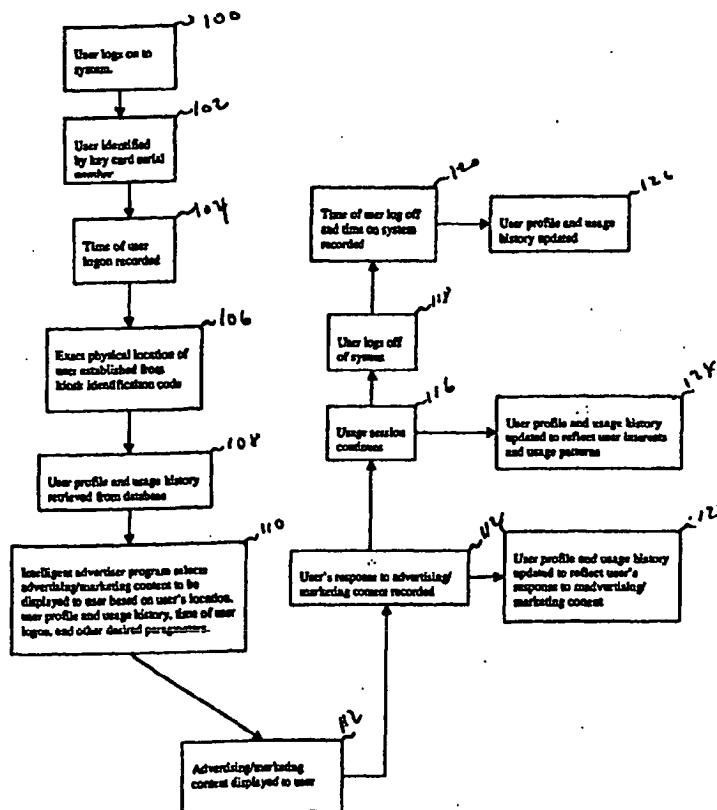 100
User logs on to
system.
102
User identified
by key card serial
number
104
Time of user
logon recorded
106
Exact physical location of
user established from
kiosk identification code
108
User profile and usage history
retrieved from database
110
Intelligent advertiser program selects
advertising/marketing content to be
displayed to user based on user's location,
user profile and usage history, time of user
logon, and other desired parameters.
112
Advertising/marketing
content displayed to user
114
User's response to advertising/
marketing content recorded
12
User profile and usage history
updated to reflect user's
response to madvertising/
marketing content
116
Usage session
continues
124
User profile and usage history
updated to reflect user interests
and usage patterns
118
User logs off
of system
120
Time of user log off
and time on system
recorded
126
User profile and usage
history updated